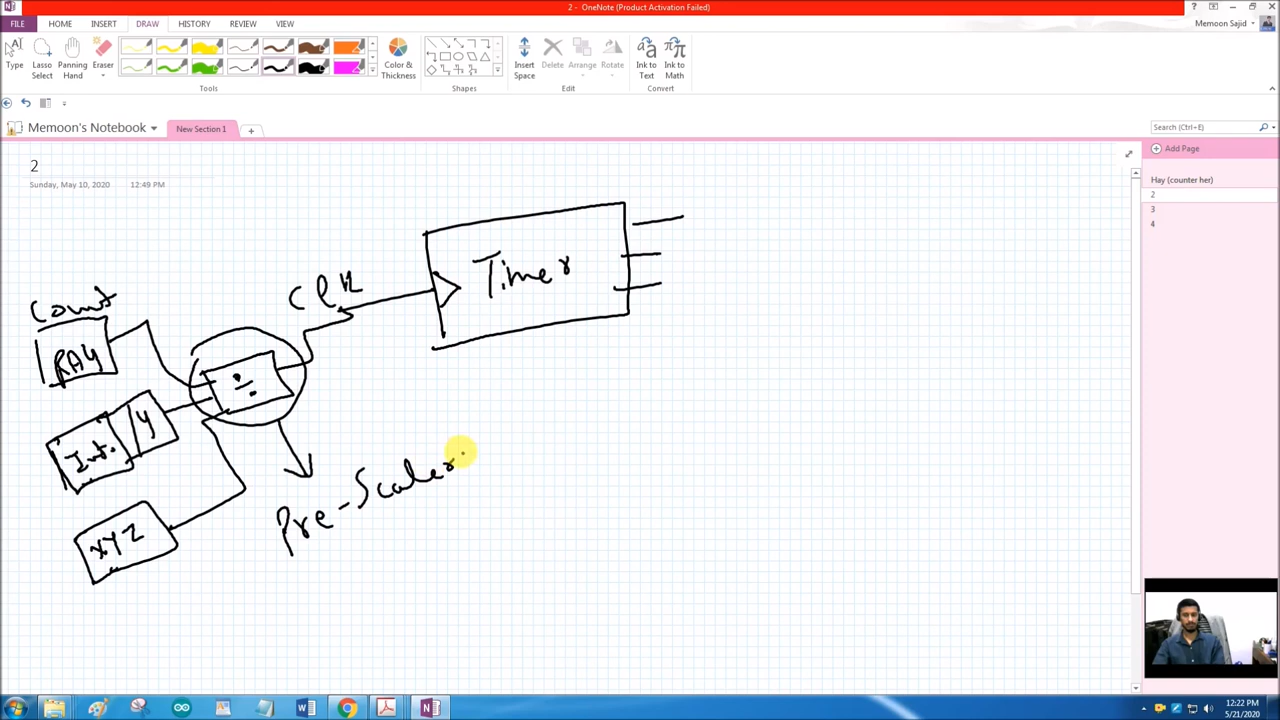 2 - OneNote (Product Activation Failed)
FILE HOME INSERT DRAW HISTORY REVIEW VIEW
Memoon Sajid
Type
Lasso Select
Panning Hand
Eraser
Color & Thickness
Insert Space
Delete
Arrange
Rotate
Ink to Text
Ink to Math
Tools
Shapes
Edit
Convert
Memoon's Notebook
New Section 1
Search (Ctrl+E)
Add Page
Hay (counter her)
2
3
4
2
Sunday, May 10, 2020 12:49 PM
Timer
Clk
Count
RA4
Int. /4
XYZ
Pre-Scaler
12:22 PM
5/21/2020